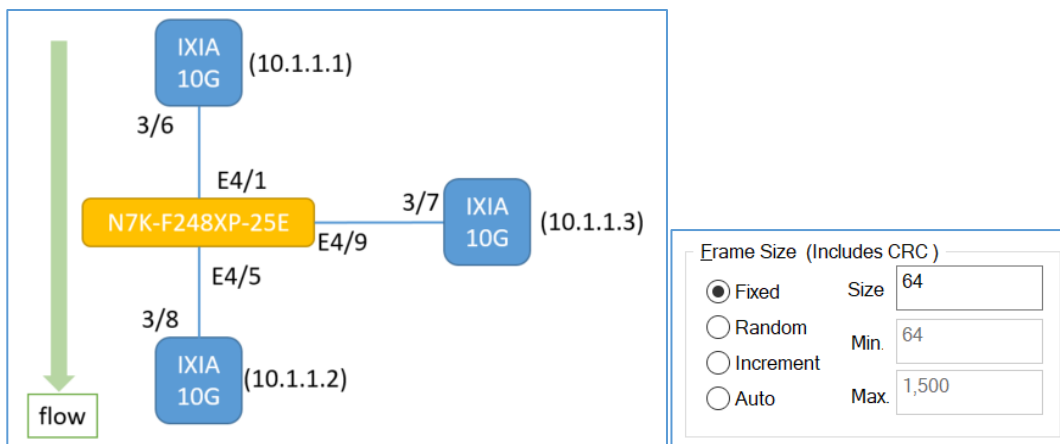 IXIA
10G
(10.1.1.1)
3/6
E4/1
N7K-F248XP-25E
3/7
IXIA
10G
(10.1.1.3)
E4/9
E4/5
3/8
IXIA
10G
(10.1.1.2)
flow
Frame Size (Includes CRC )
Fixed
Size
64
Random
Min.
64
Increment
Auto
Max.
1,500